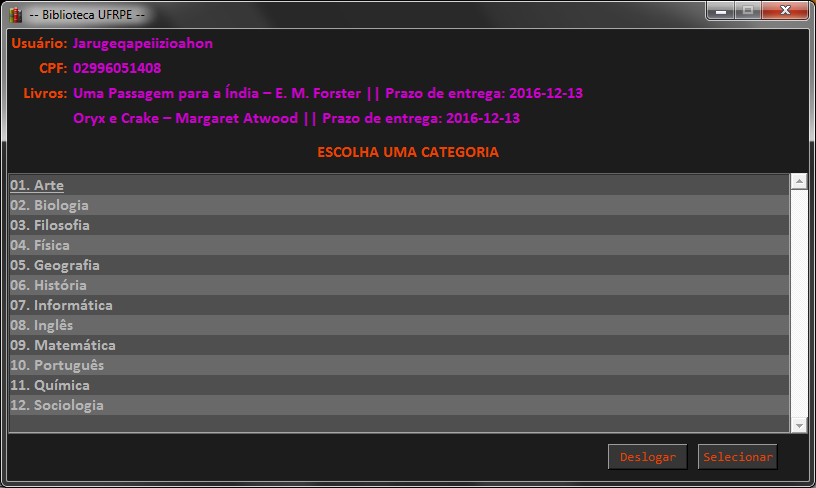 -- Biblioteca UFRPE --
Usuário: Jarugeqapeiizioahon
CPF: 02996051408
Livros: Uma Passagem para a Índia – E. M. Forster || Prazo de entrega: 2016-12-13
Oryx e Crake – Margaret Atwood || Prazo de entrega: 2016-12-13
ESCOLHA UMA CATEGORIA
01. Arte
02. Biologia
03. Filosofia
04. Física
05. Geografia
06. História
07. Informática
08. Inglês
09. Matemática
10. Português
11. Química
12. Sociologia
Deslogar Selecionar